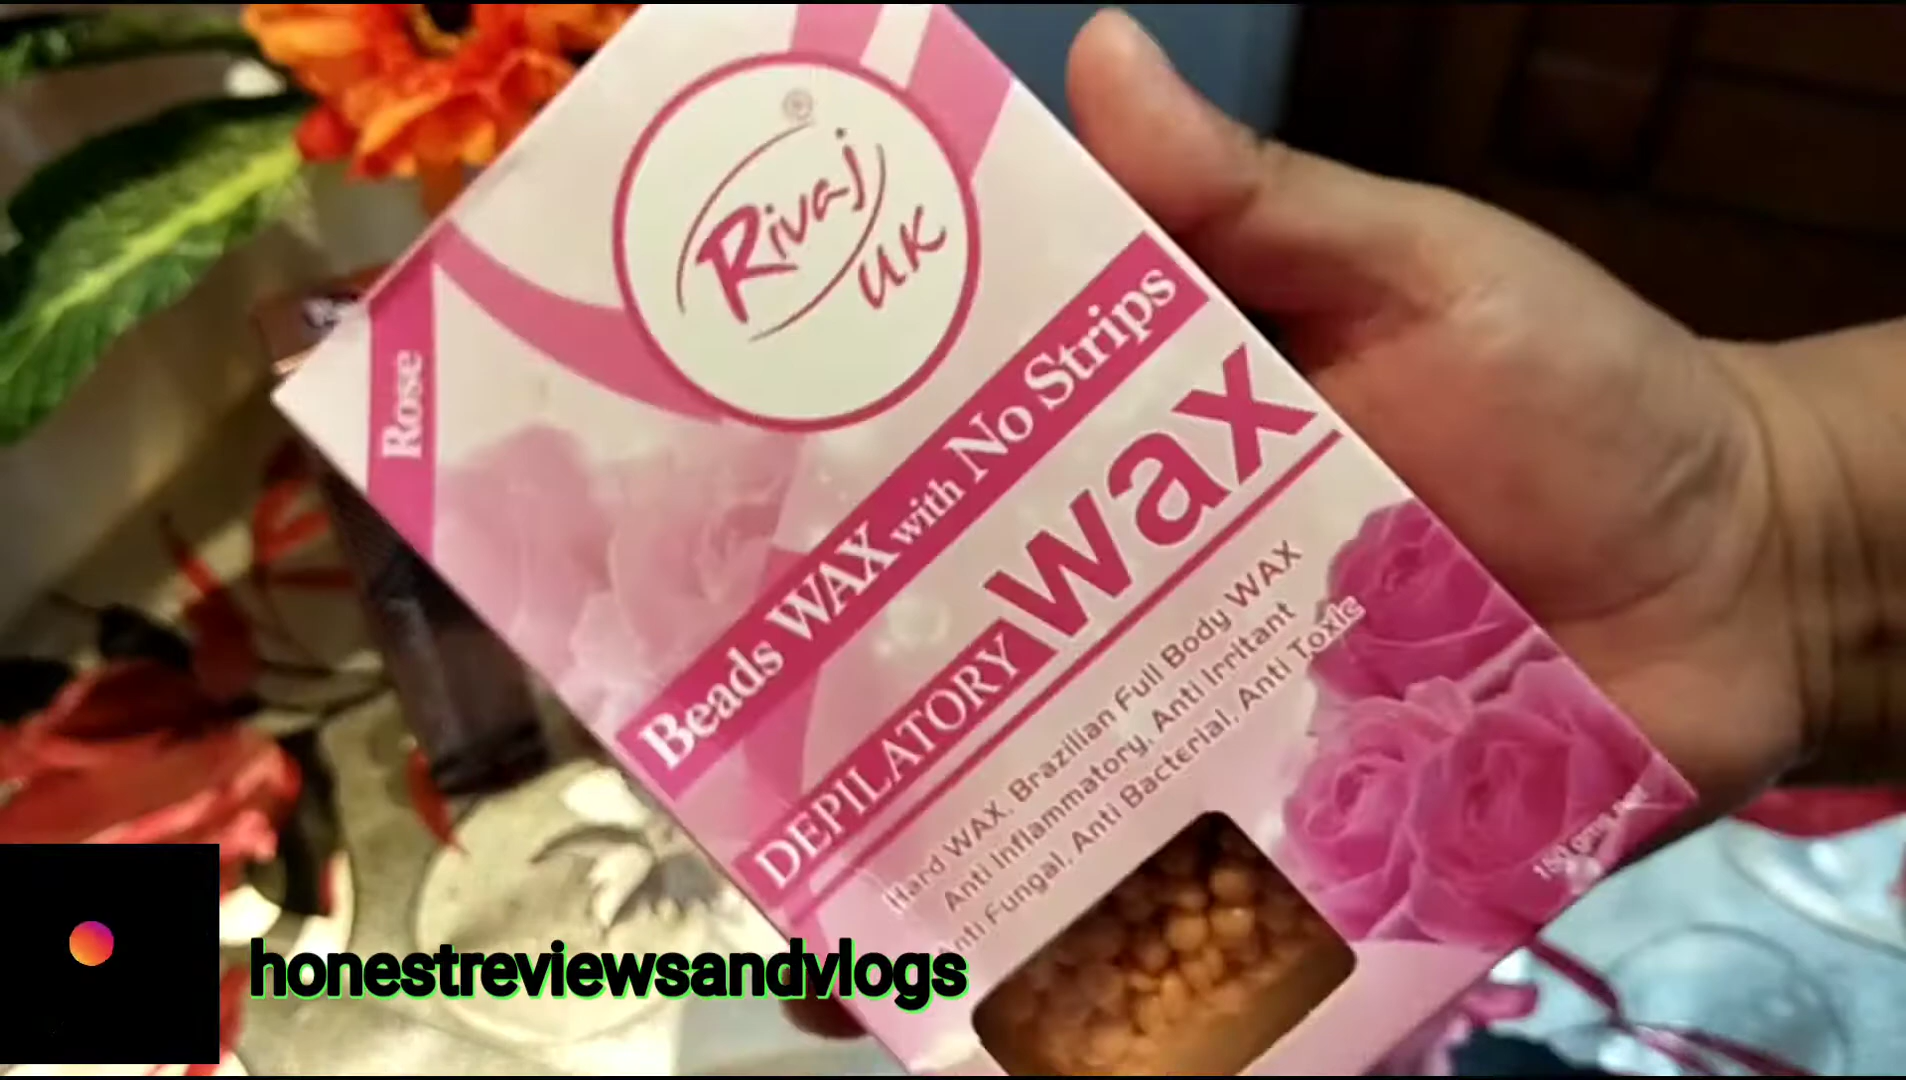 ®
Rivaj
UK
Rose
Beads WAX with No Strips
DEPILATORY wax
Hard WAX, Brazilian Full Body WAX
Anti Inflammatory, Anti Irritant
Anti Fungal, Anti Bacterial, Anti Toxic
honestreviewsandvlogs